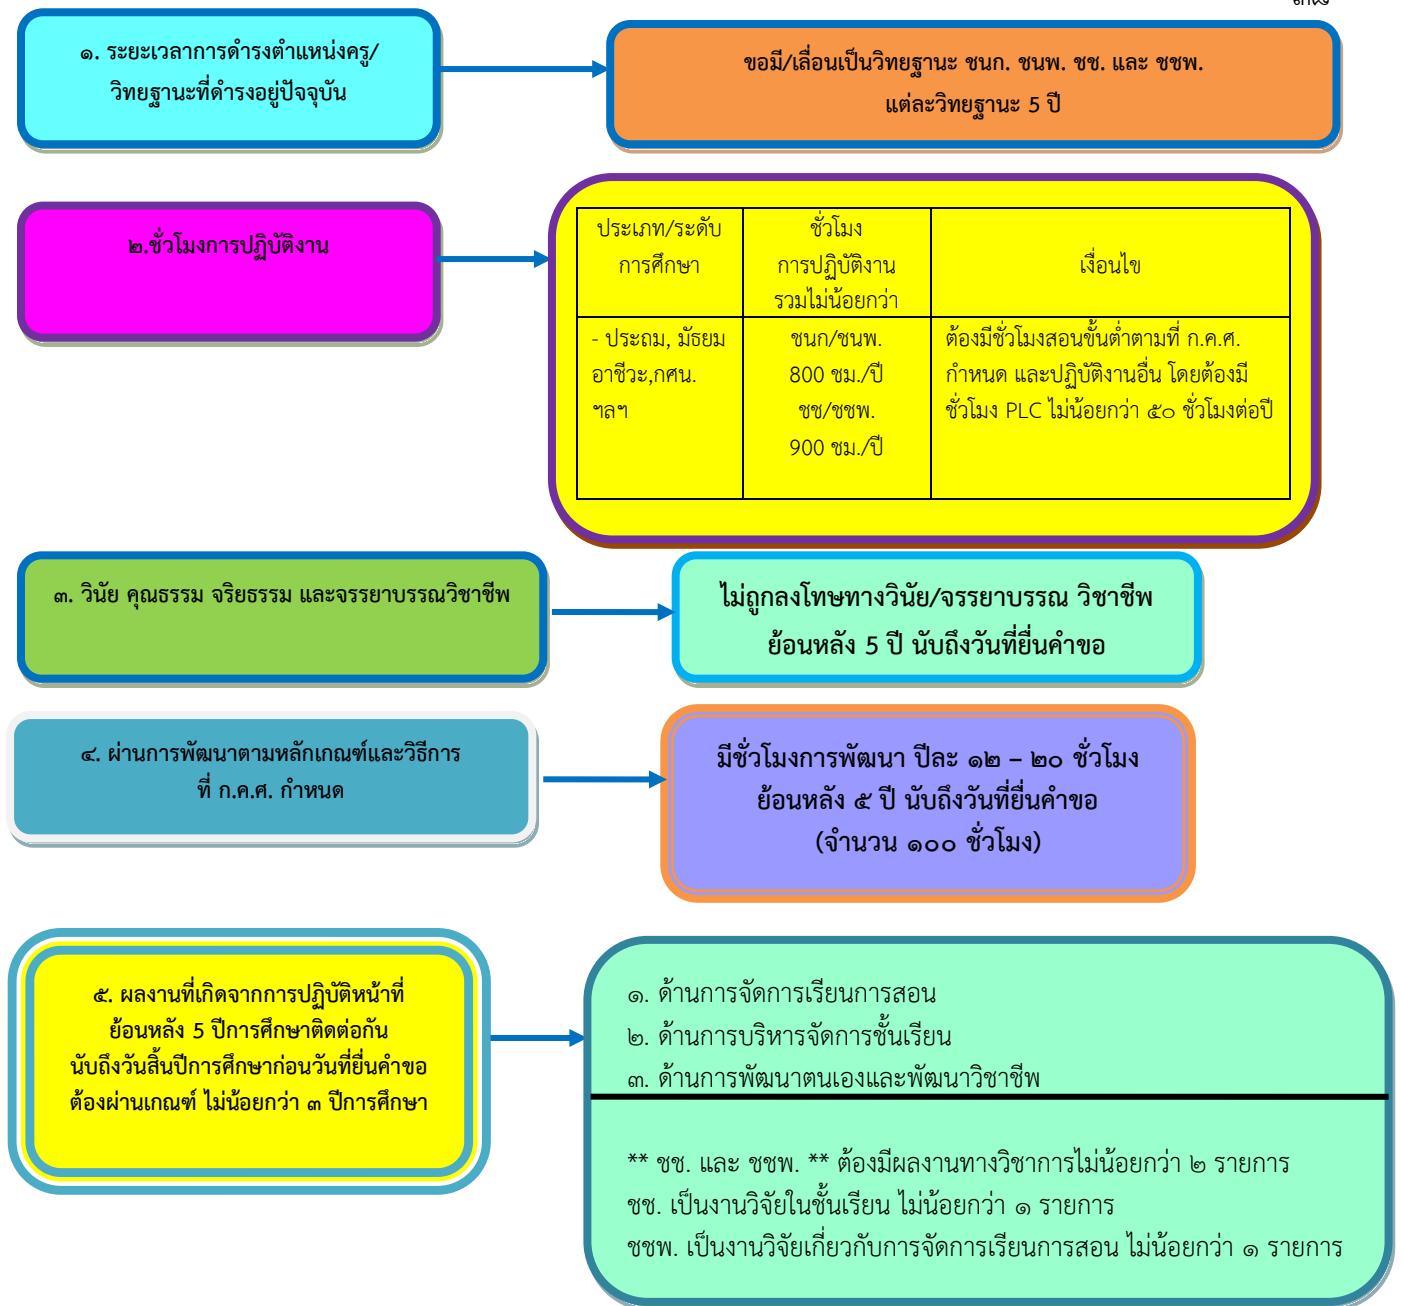 ๓๘
๑. ระยะเวลาการดำรงตำแหน่งครู/
วิทยฐานะที่ดำรงอยู่ปัจจุบัน
ขอมี/เลื่อนเป็นวิทยฐานะ ชนก. ชนพ. ชช. และ ชชพ.
แต่ละวิทยฐานะ 5 ปี
๒.ชั่วโมงการปฏิบัติงาน
ประเภท/ระดับ
การศึกษา
ชั่วโมง
การปฏิบัติงาน
รวมไม่น้อยกว่า
เงื่อนไข
- ประถม, มัธยม
อาชีวะ,กศน.
ฯลฯ
ชนก/ชนพ.
800 ชม./ปี
ชช/ชชพ.
900 ชม./ปี
ต้องมีชั่วโมงสอนขั้นต่ำตามที่ ก.ค.ศ.
กำหนด และปฏิบัติงานอื่น โดยต้องมี
ชั่วโมง PLC ไม่น้อยกว่า ๕๐ ชั่วโมงต่อปี
๓. วินัย คุณธรรม จริยธรรม และจรรยาบรรณวิชาชีพ
ไม่ถูกลงโทษทางวินัย/จรรยาบรรณ วิชาชีพ
ย้อนหลัง 5 ปี นับถึงวันที่ยื่นคำขอ
๔. ผ่านการพัฒนาตามหลักเกณฑ์และวิธีการ
ที่ ก.ค.ศ. กำหนด
มีชั่วโมงการพัฒนา ปีละ ๑๒ – ๒๐ ชั่วโมง
ย้อนหลัง ๕ ปี นับถึงวันที่ยื่นคำขอ
(จำนวน ๑๐๐ ชั่วโมง)
๕. ผลงานที่เกิดจากการปฏิบัติหน้าที่
ย้อนหลัง 5 ปีการศึกษาติดต่อกัน
นับถึงวันสิ้นปีการศึกษาก่อนวันที่ยื่นคำขอ
ต้องผ่านเกณฑ์ ไม่น้อยกว่า ๓ ปีการศึกษา
๑. ด้านการจัดการเรียนการสอน
๒. ด้านการบริหารจัดการชั้นเรียน
๓. ด้านการพัฒนาตนเองและพัฒนาวิชาชีพ
** ชช. และ ชชพ. ** ต้องมีผลงานทางวิชาการไม่น้อยกว่า ๒ รายการ
ชช. เป็นงานวิจัยในชั้นเรียน ไม่น้อยกว่า ๑ รายการ
ชชพ. เป็นงานวิจัยเกี่ยวกับการจัดการเรียนการสอน ไม่น้อยกว่า ๑ รายการ